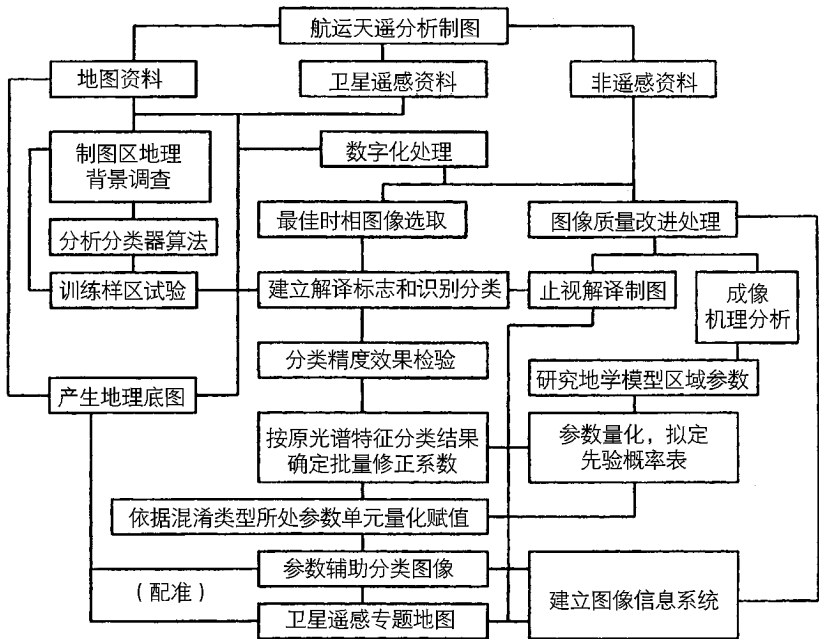 航运天遥分析制图
地图资料
卫星遥感资料
非遥感资料
制图区地理
背景调查
数字化处理
最佳时相图像选取
图像质量改进处理
分析分类器算法
训练样区试验
建立解译标志和识别分类
止视解译制图
成像
机理分析
分类精度效果检验
研究地学模型区域参数
产生地理底图
按原光谱特征分类结果
确定批量修正系数
参数量化，拟定
先验概率表
依据混淆类型所处参数单元量化赋值
参数辅助分类图像
（配准）
建立图像信息系统
卫星遥感专题地图